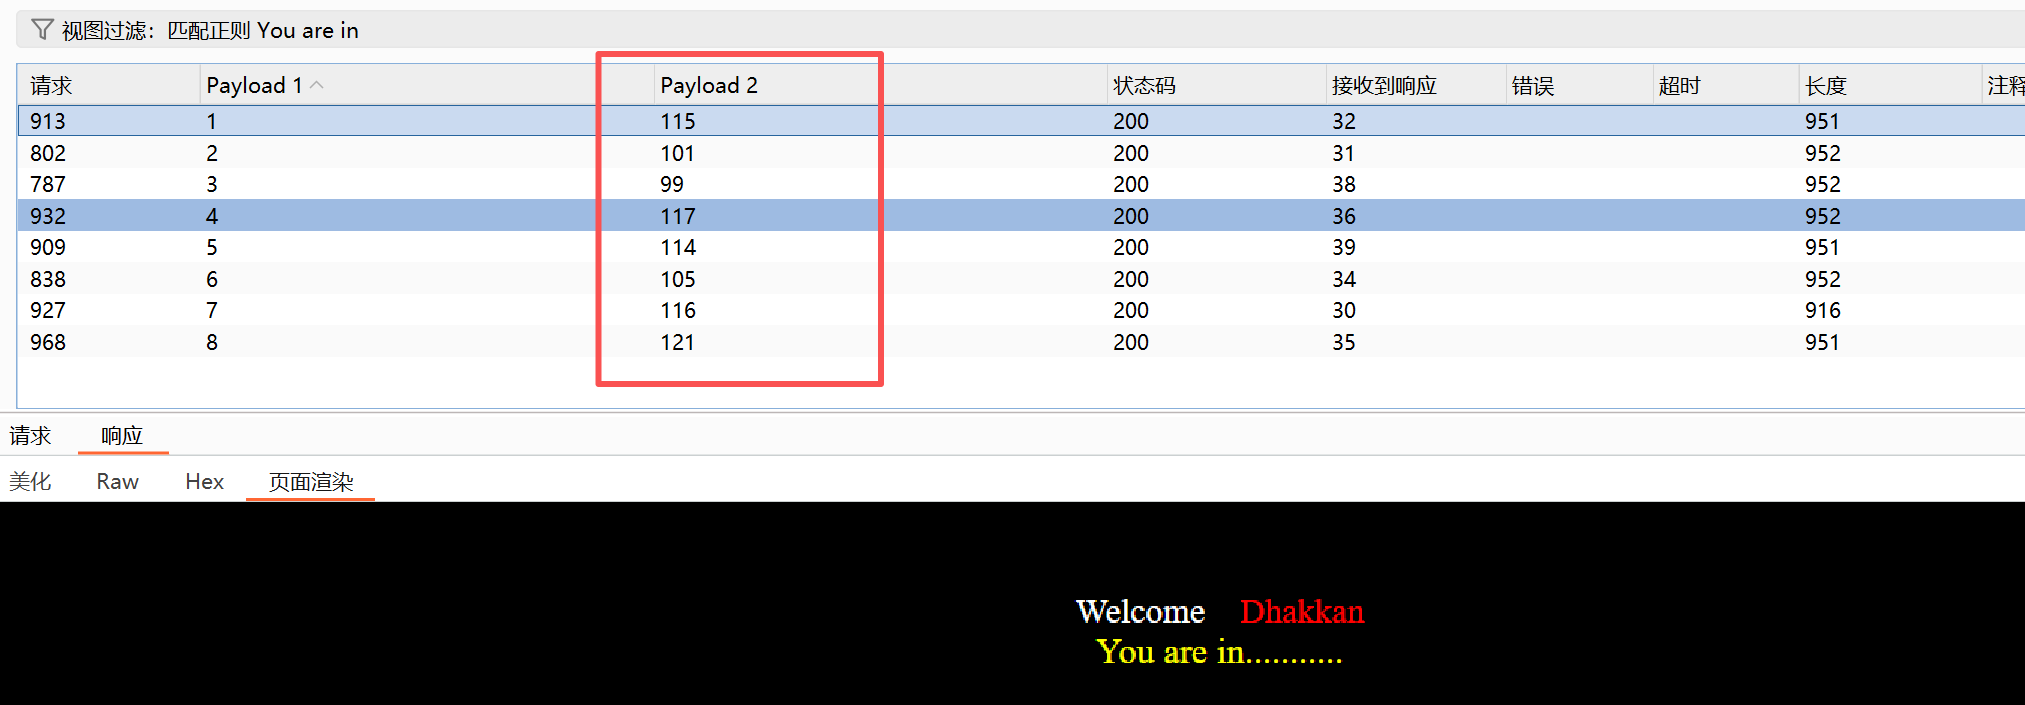 视图过滤：匹配正则 You are in
请求 Payload 1 Payload 2 状态码 接收到响应 错误 超时 长度 注释
913 1 115 200 32 951
802 2 101 200 31 952
787 3 99 200 38 952
932 4 117 200 36 952
909 5 114 200 39 951
838 6 105 200 34 952
927 7 116 200 30 916
968 8 121 200 35 951
请求 响应
美化 Raw Hex 页面渲染
Welcome Dhakkan
You are in...........